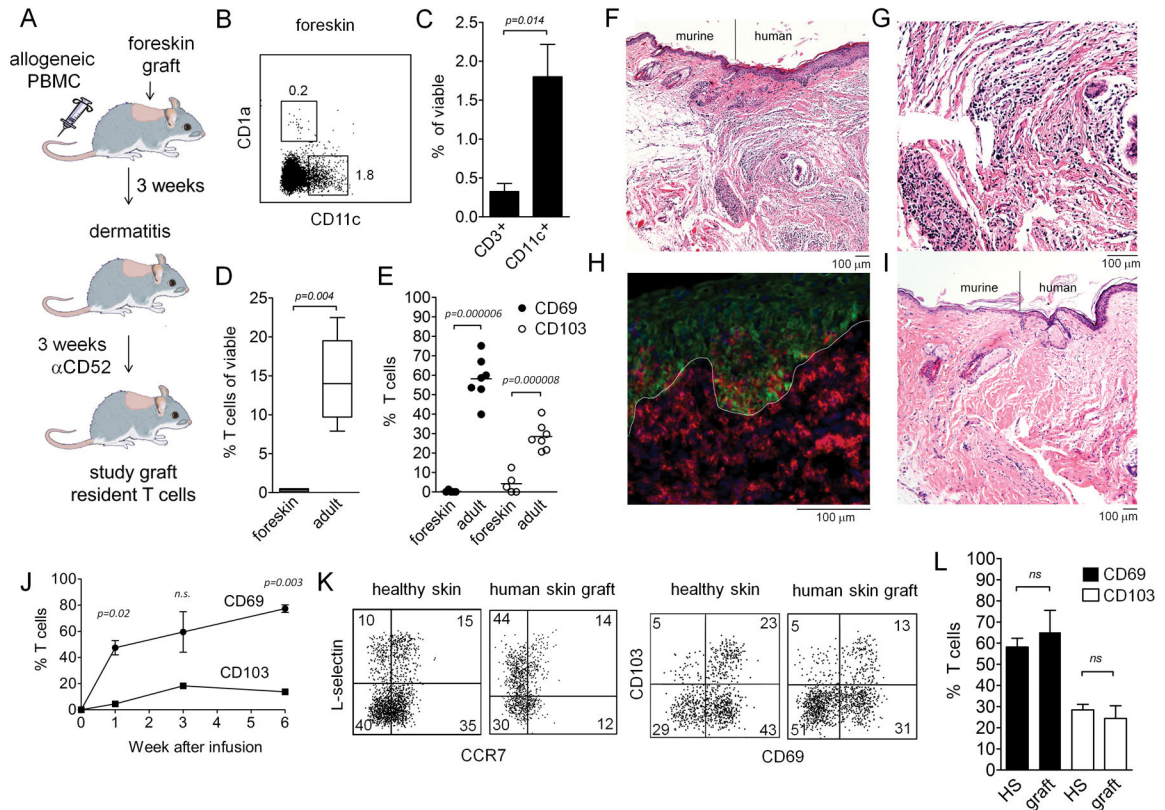 A
allogeneic
PBMC
foreskin
graft
3 weeks
dermatitis
3 weeks
αCD52
study graft
resident T cells
B
foreskin
CD1a
0.2
1.8
CD11c
C
p=0.014
% of viable
2.5
2.0
1.5
1.0
0.5
0.0
CD3+
CD11c+
D
p=0.004
% T cells of viable
25
20
15
10
5
0
foreskin
adult
E
CD69
CD103
p=0.000006
p=0.000008
% T cells
100
90
80
70
60
50
40
30
20
10
0
foreskin
adult
foreskin
adult
F
murine
human
100 μm
G
100 μm
H
100 μm
I
murine
human
100 μm
J
% T cells
100
80
60
40
20
0
p=0.02
n.s.
p=0.003
CD69
CD103
0 1 2 3 4 5 6
Week after infusion
K
healthy skin
human skin graft
L-selectin
10 15
40 35
44 14
30 12
CCR7
healthy skin
human skin graft
CD103
5 23
29 43
5 13
51 31
CD69
L
CD69
CD103
ns
ns
% T cells
100
90
80
70
60
50
40
30
20
10
0
HS
graft
HS
graft